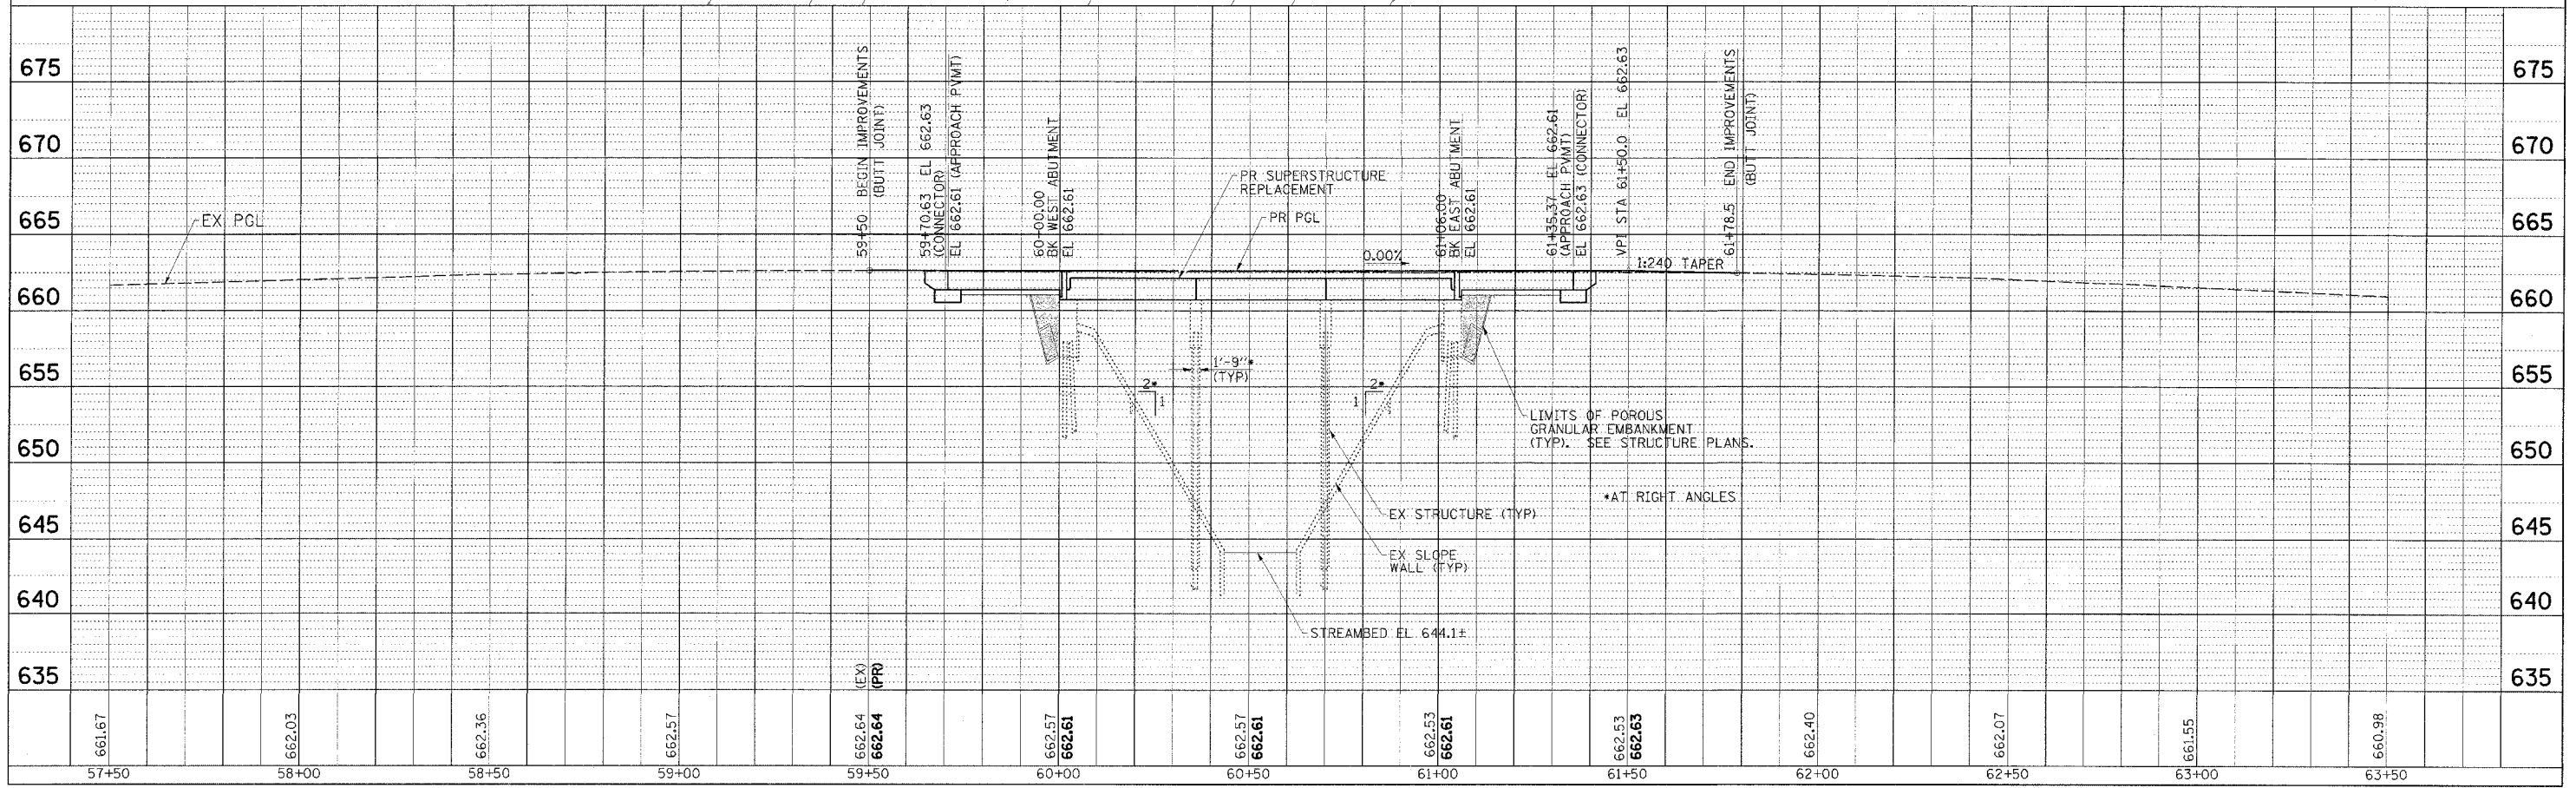 675
670
665
660
655
650
645
640
635
675
670
665
660
655
650
645
640
635
EX PGL
59+50 BEGIN IMPROVEMENTS
(BUTT JOINT)
59+70.63 EL 662.63
(CONNECTOR)
EL 662.61 (APPROACH PVMT)
60+00.00
BK WEST ABUTMENT
EL 662.61
PR SUPERSTRUCTURE
REPLACEMENT
PR PGL
0.00%
61+06.00
BK EAST ABUTMENT
EL 662.61
61+35.37 EL 662.61
(APPROACH PVMT)
EL 662.63 (CONNECTOR)
VPI STA 61+50.0 EL 662.63
61+78.5 END IMPROVEMENTS
(BUTT JOINT)
1:240 TAPER
1'-9"*
(TYP)
2*
1
2*
1
LIMITS OF POROUS
GRANULAR EMBANKMENT
(TYP). SEE STRUCTURE PLANS.
*AT RIGHT ANGLES
EX STRUCTURE (TYP)
EX SLOPE
WALL (TYP)
STREAMBED EL 644.1±
(EX)
(PR)
661.67
662.03
662.36
662.57
662.64
662.64
662.57
662.61
662.57
662.61
662.53
662.61
662.53
662.63
662.40
662.07
661.55
660.98
57+50 58+00 58+50 59+00 59+50 60+00 60+50 61+00 61+50 62+00 62+50 63+00 63+50